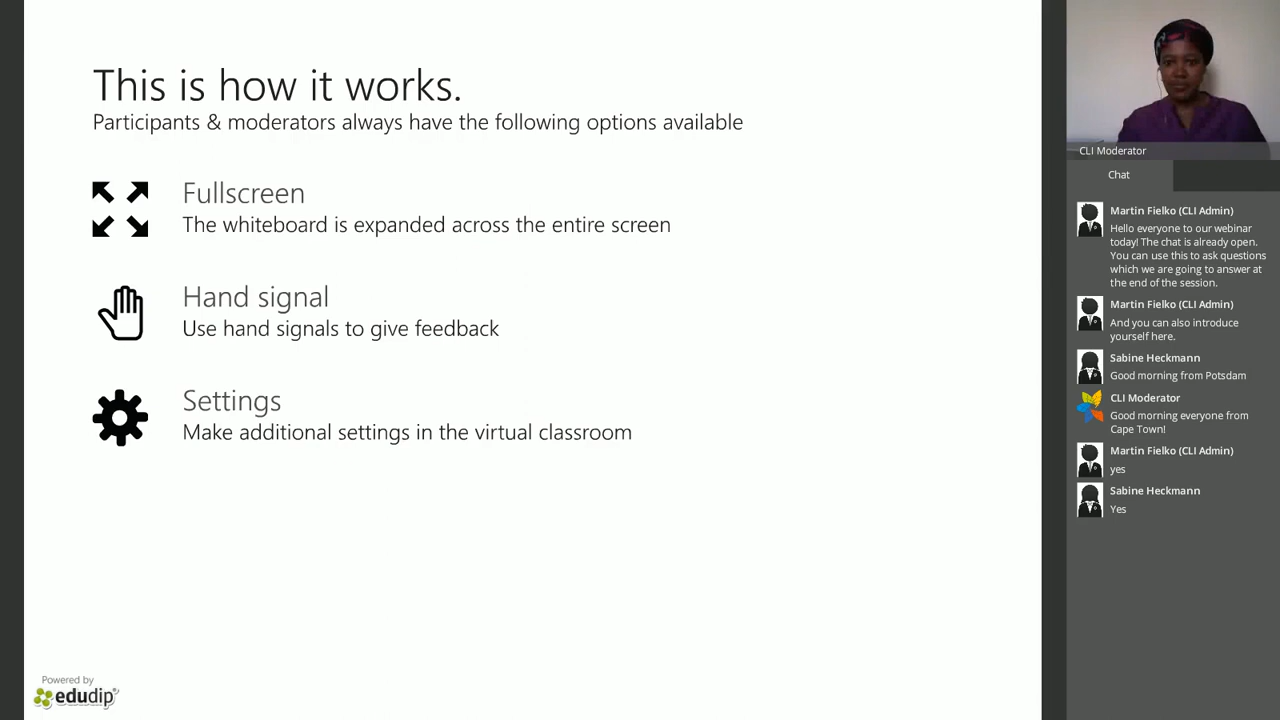 This is how it works.
Participants & moderators always have the following options available
Fullscreen
The whiteboard is expanded across the entire screen
Hand signal
Use hand signals to give feedback
Settings
Make additional settings in the virtual classroom
Powered by
edudip
CLI Moderator
Chat
Martin Fielko (CLI Admin)
Hello everyone to our webinar
today! The chat is already open.
You can use this to ask questions
which we are going to answer at
the end of the session.
Martin Fielko (CLI Admin)
And you can also introduce
yourself here.
Sabine Heckmann
Good morning from Potsdam
CLI Moderator
Good morning everyone from
Cape Town!
Martin Fielko (CLI Admin)
yes
Sabine Heckmann
Yes